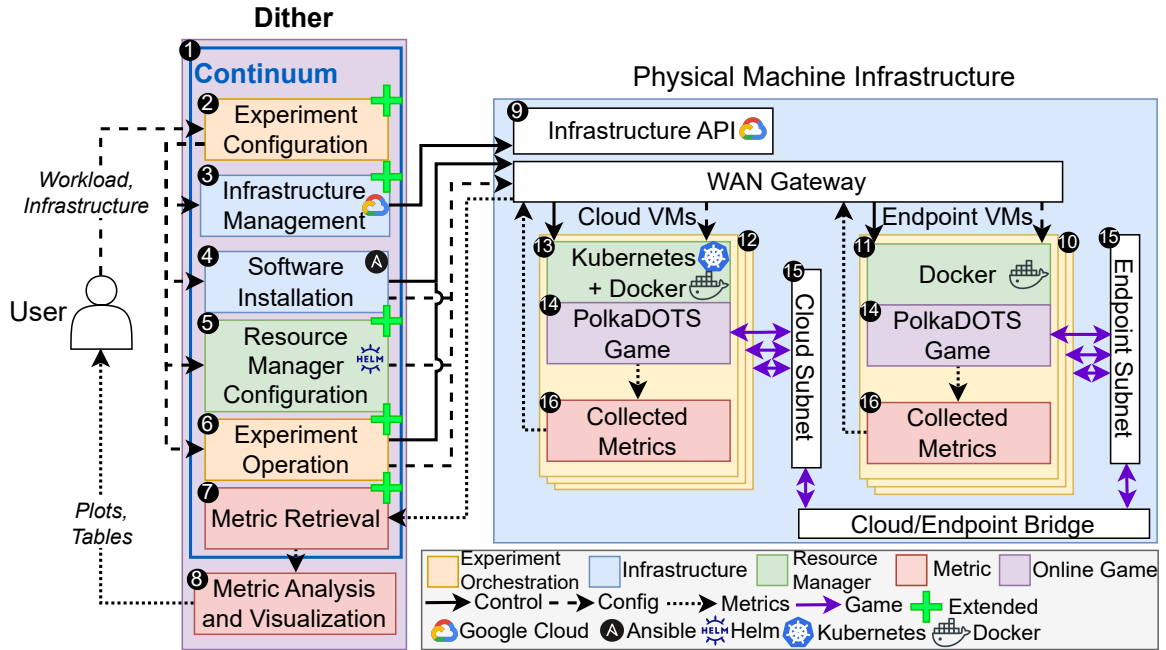 Dither
1
Continuum
2
Experiment
Configuration
3
Infrastructure
Management
4
Software
Installation
5
Resource
Manager
Configuration
HELM
6
Experiment
Operation
7
Metric Retrieval
8
Metric Analysis
and Visualization
Workload,
Infrastructure
User
Plots,
Tables
Physical Machine Infrastructure
9
Infrastructure API
WAN Gateway
Cloud VMs
Endpoint VMs
13
12
Kubernetes
+ Docker
14
PolkaDOTS
Game
16
Collected
Metrics
15
Cloud Subnet
11
10
Docker
14
PolkaDOTS
Game
16
Collected
Metrics
15
Endpoint Subnet
Cloud/Endpoint Bridge
Experiment
Orchestration
Infrastructure
Resource
Manager
Metric
Online Game
Control
Config
Metrics
Game
Extended
Google Cloud
Ansible
HELM
Helm
Kubernetes
Docker